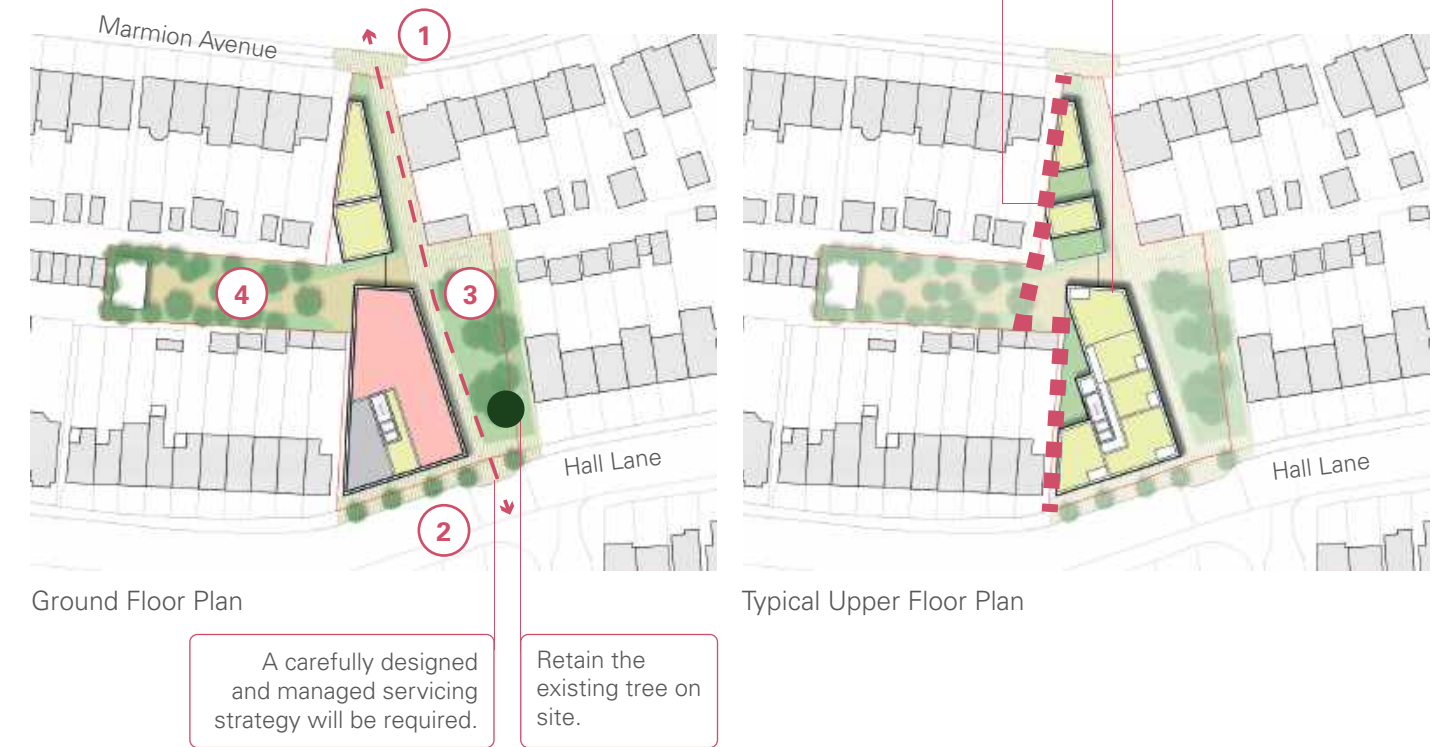 Marmion Avenue
1
4
3
Hall Lane
2
Hall Lane
Ground Floor Plan
Typical Upper Floor Plan
A carefully designed
and managed servicing
strategy will be required.
Retain the
existing tree on
site.